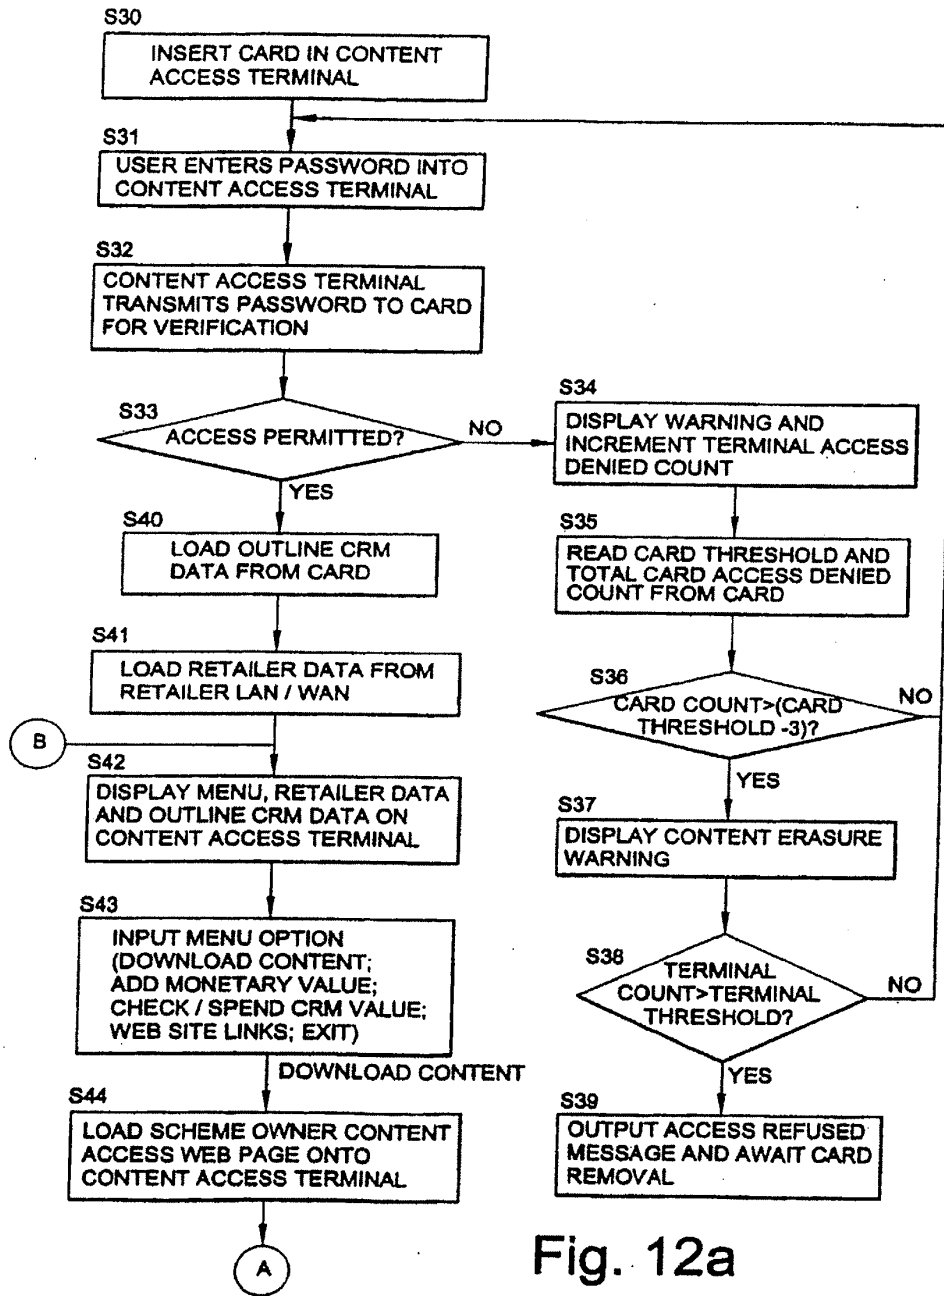 S30
INSERT CARD IN CONTENT
ACCESS TERMINAL
S31
USER ENTERS PASSWORD INTO
CONTENT ACCESS TERMINAL
S32
CONTENT ACCESS TERMINAL
TRANSMITS PASSWORD TO CARD
FOR VERIFICATION
S33
ACCESS PERMITTED?
NO
YES
S34
DISPLAY WARNING AND
INCREMENT TERMINAL ACCESS
DENIED COUNT
S35
READ CARD THRESHOLD AND
TOTAL CARD ACCESS DENIED
COUNT FROM CARD
S36
CARD COUNT>(CARD
THRESHOLD -3)?
NO
YES
S37
DISPLAY CONTENT ERASURE
WARNING
S38
TERMINAL
COUNT>TERMINAL
THRESHOLD?
NO
YES
S39
OUTPUT ACCESS REFUSED
MESSAGE AND AWAIT CARD
REMOVAL
S40
LOAD OUTLINE CRM
DATA FROM CARD
S41
LOAD RETAILER DATA FROM
RETAILER LAN / WAN
B
S42
DISPLAY MENU, RETAILER DATA
AND OUTLINE CRM DATA ON
CONTENT ACCESS TERMINAL
S43
INPUT MENU OPTION
(DOWNLOAD CONTENT;
ADD MONETARY VALUE;
CHECK / SPEND CRM VALUE;
WEB SITE LINKS; EXIT)
DOWNLOAD CONTENT
S44
LOAD SCHEME OWNER CONTENT
ACCESS WEB PAGE ONTO
CONTENT ACCESS TERMINAL
A
Fig. 12a